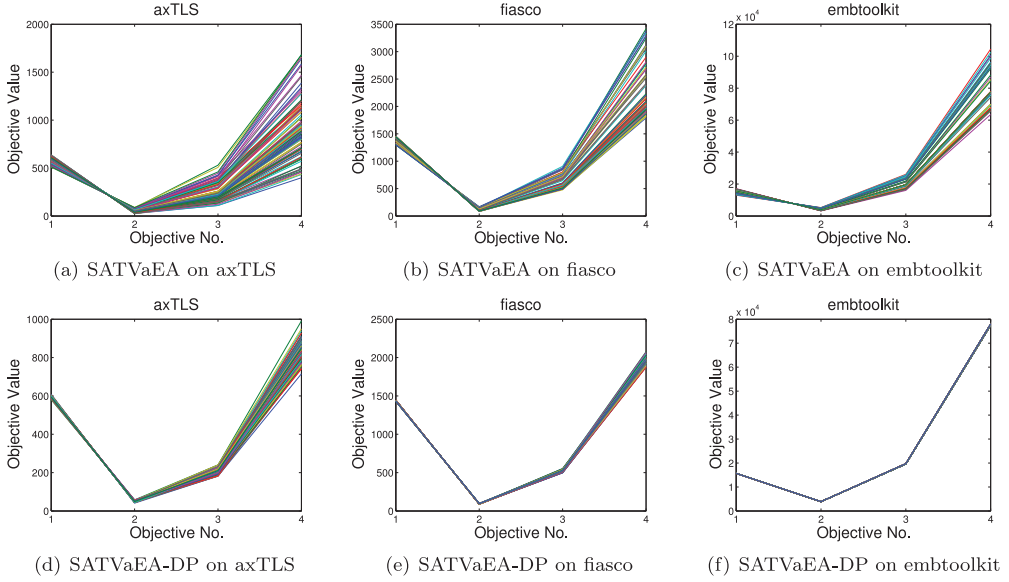 axTLS
2000
1500
1000
500
0
1 2 3 4
Objective Value
Objective No.
(a) SATVaEA on axTLS
fiasco
3500
3000
2500
2000
1500
1000
500
0
1 2 3 4
Objective Value
Objective No.
(b) SATVaEA on fiasco
embtoolkit
x 10^4
12
10
8
6
4
2
0
1 2 3 4
Objective Value
Objective No.
(c) SATVaEA on embtoolkit
axTLS
1000
800
600
400
200
0
1 2 3 4
Objective Value
Objective No.
(d) SATVaEA-DP on axTLS
fiasco
2500
2000
1500
1000
500
0
1 2 3 4
Objective Value
Objective No.
(e) SATVaEA-DP on fiasco
embtoolkit
x 10^4
8
7
6
5
4
3
2
1
0
1 2 3 4
Objective Value
Objective No.
(f) SATVaEA-DP on embtoolkit